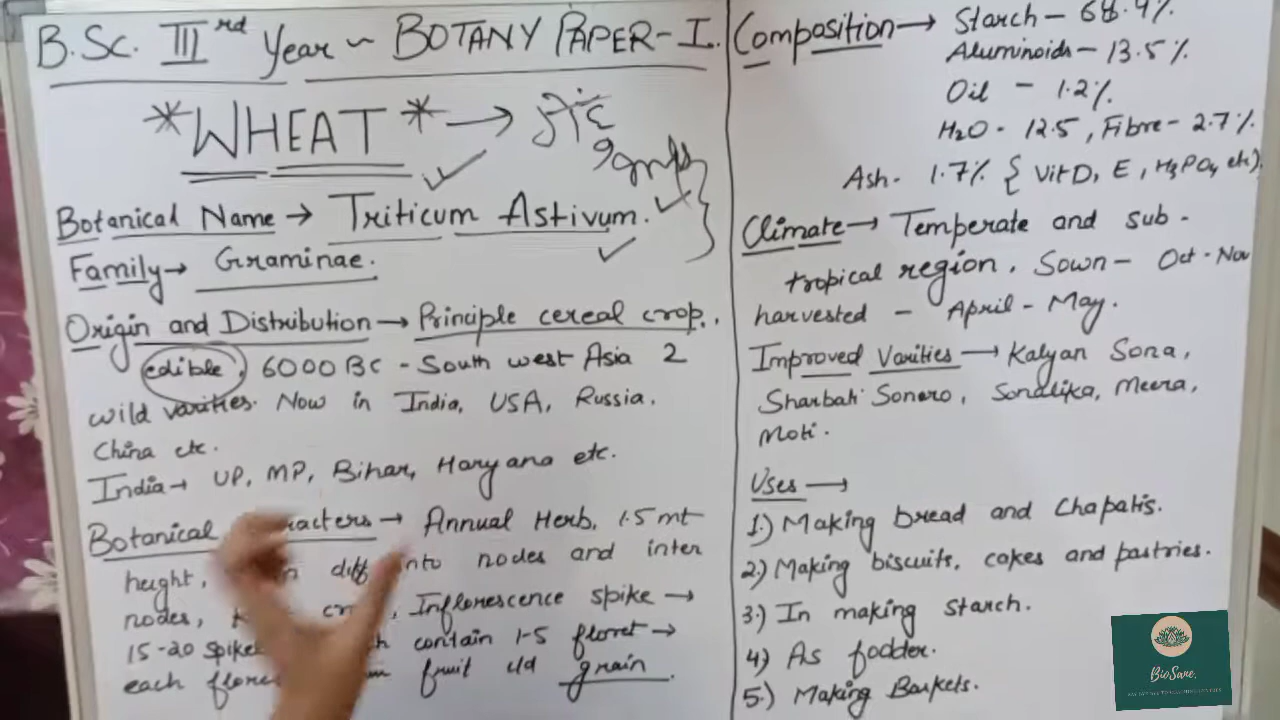 B.Sc. IIIrd Year ~ BOTANY PAPER-I.
*WHEAT* →
Botanical Name → Triticum Astivum.
Family → Graminae.
Origin and Distribution → Principle cereal crop.,
edible, 6000 BC - South west Asia 2
wild varities. Now in India, USA, Russia,
China etc.
India → UP, MP, Bihar, Haryana etc.
Botanical → Annual Herb, 1.5 mt
height, into nodes and inter
nodes, Inflorescence spike →
15-20 contain 1-5 floret →
each fruit c/d grain.
Composition → Starch - 68.4%.
Aluminoids - 13.5%.
Oil - 1.2%.
H2O - 12.5, Fibre - 2.7%.
Ash - 1.7% { Vit D, E, H3PO4 etc}.
Climate → Temperate and sub-
tropical region. Sown - Oct-Nov
harvested - April - May.
Improved Varities → Kalyan Sona,
Sharbati Sonero, Sonalika, Meera,
Moti.
Uses →
1.) Making bread and Chapatis.
2.) Making biscuits, cakes and pastries.
3.) In making Starch.
4) As fodder.
5.) Making Baskets.
BioSane.